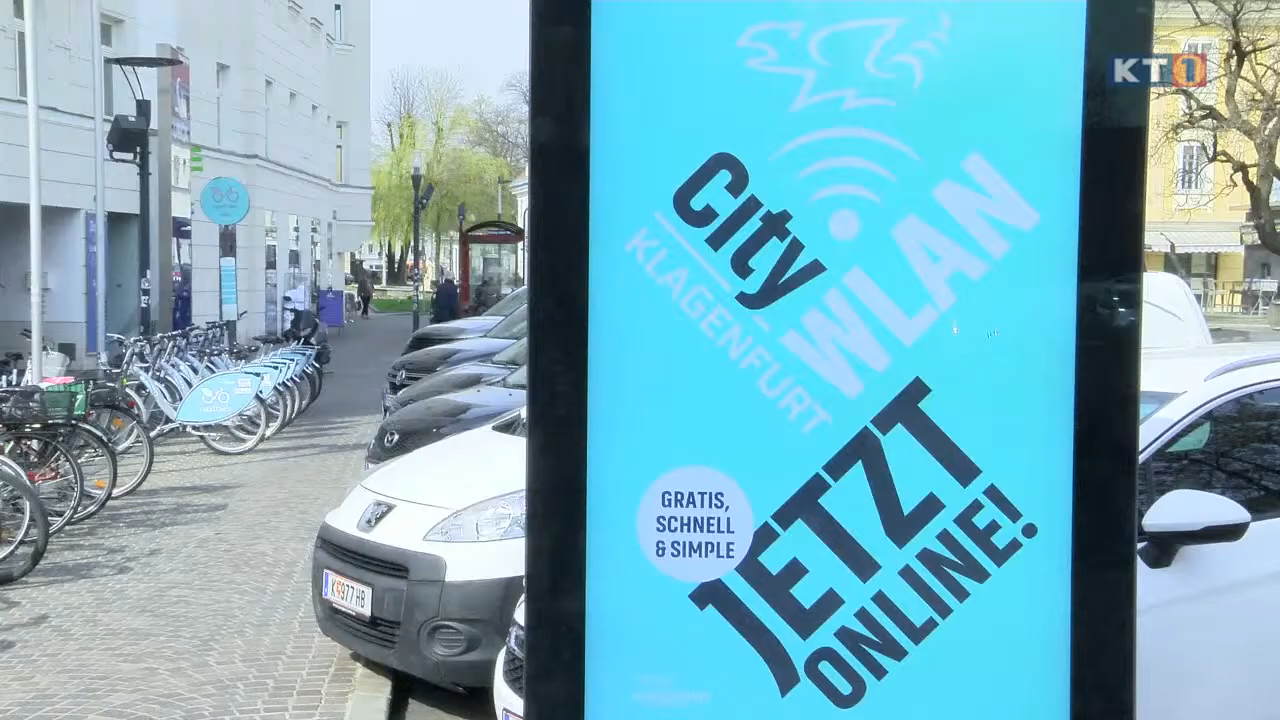 KT1
City
WLAN
KLAGENFURT
GRATIS,
SCHNELL
& SIMPLE
JETZT
ONLINE!
K 977 HB